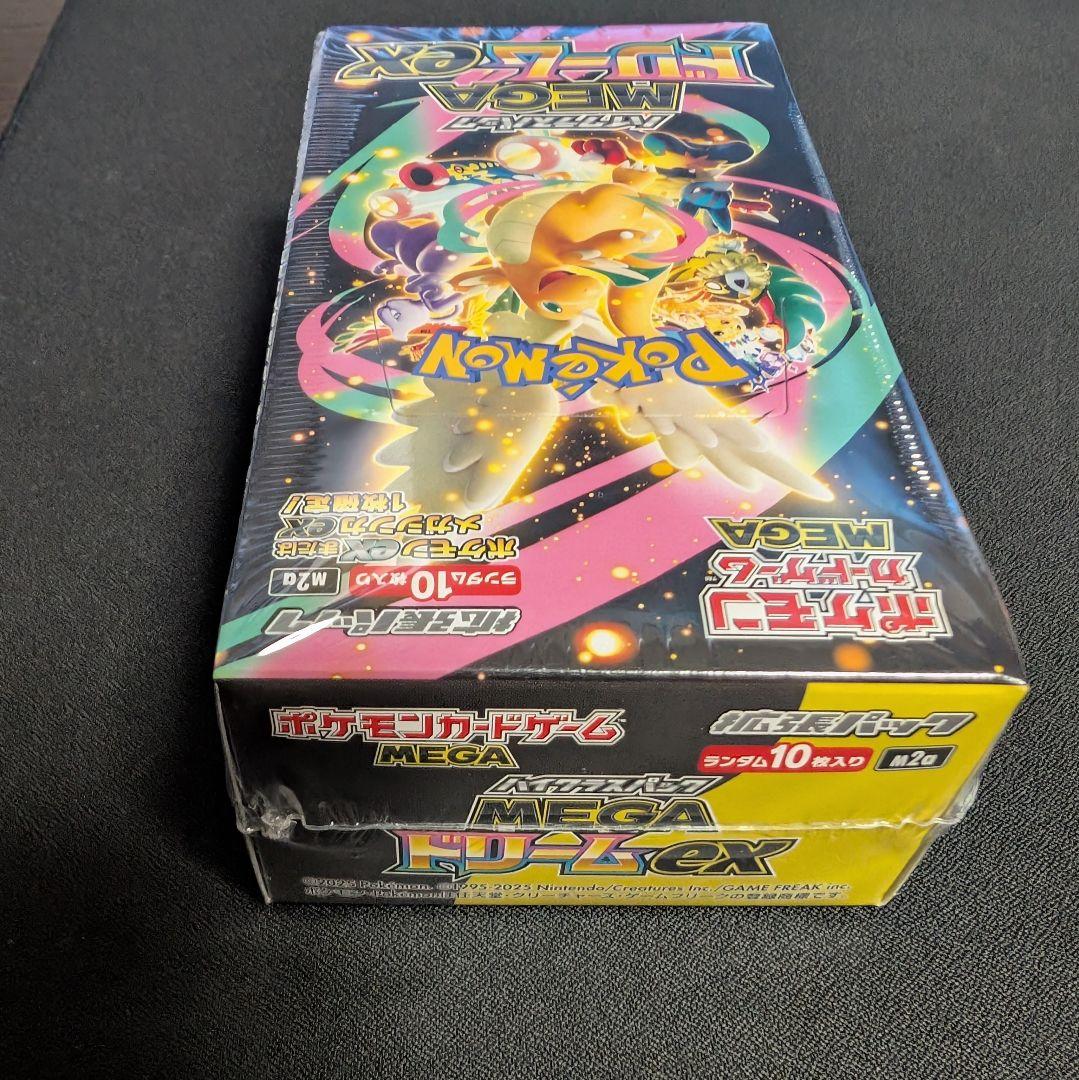 ハイクラスパック
MEGA
ドリームex
POKéMON
™
ポケモン
カードゲーム™
MEGA
拡張パック
ランダム10枚入り
M2a
ポケモンexまたは
メガシンカex
1枚確定!
ポケモンカードゲーム™
MEGA
拡張パック
ランダム10枚入り
M2a
ハイクラスパック
MEGA
ドリームex
©2025 Pokémon. ©1995-2025 Nintendo/Creatures Inc./GAME FREAK inc.
ポケモン・Pokémonは任天堂・クリーチャーズ・ゲームフリークの登録商標です。